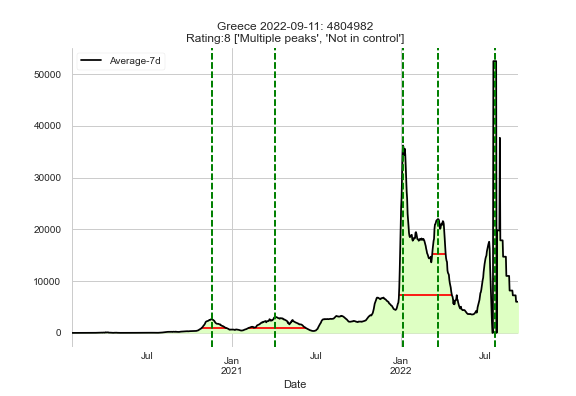 Greece 2022-09-11: 4804982
Rating:8 ['Multiple peaks', 'Not in control']
Average-7d
50000
40000
30000
20000
10000
0
Jul Jan Jul Jan Jul
2021 2022
Date